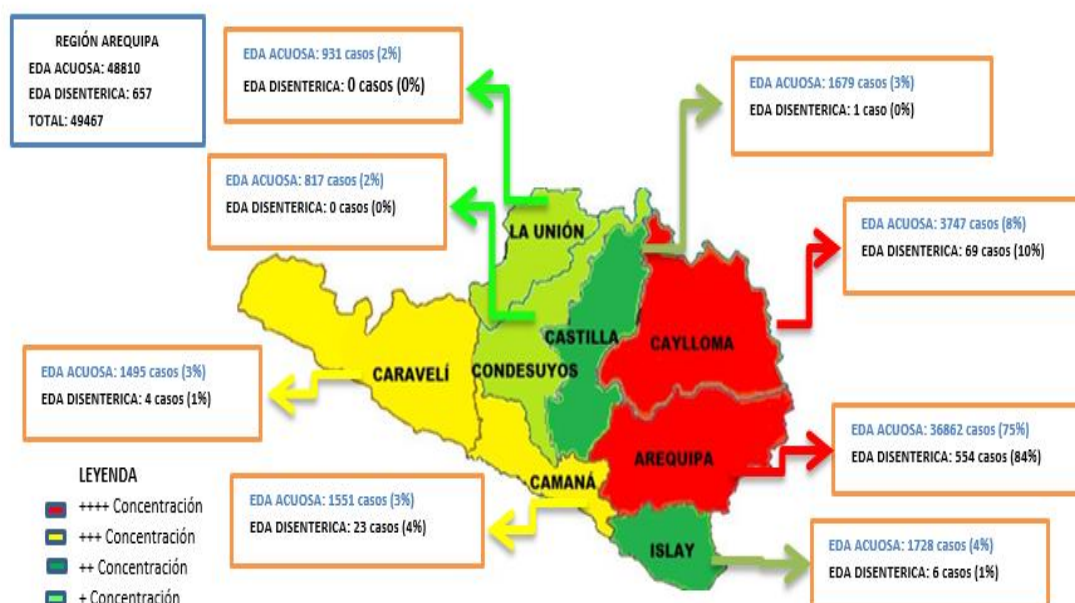 REGIÓN AREQUIPA
EDA ACUOSA: 48810
EDA DISENTERICA: 657
TOTAL: 49467
EDA ACUOSA: 931 casos (2%)
EDA DISENTERICA: 0 casos (0%)
EDA ACUOSA: 1679 casos (3%)
EDA DISENTERICA: 1 caso (0%)
EDA ACUOSA: 817 casos (2%)
EDA DISENTERICA: 0 casos (0%)
EDA ACUOSA: 3747 casos (8%)
EDA DISENTERICA: 69 casos (10%)
LA UNIÓN
CASTILLA
CAYLLOMA
CARAVELÍ
CONDESUYOS
EDA ACUOSA: 1495 casos (3%)
EDA DISENTERICA: 4 casos (1%)
EDA ACUOSA: 36862 casos (75%)
EDA DISENTERICA: 554 casos (84%)
AREQUIPA
CAMANÁ
ISLAY
EDA ACUOSA: 1551 casos (3%)
EDA DISENTERICA: 23 casos (4%)
EDA ACUOSA: 1728 casos (4%)
EDA DISENTERICA: 6 casos (1%)
LEYENDA
++++ Concentración
+++ Concentración
++ Concentración
+ Concentración